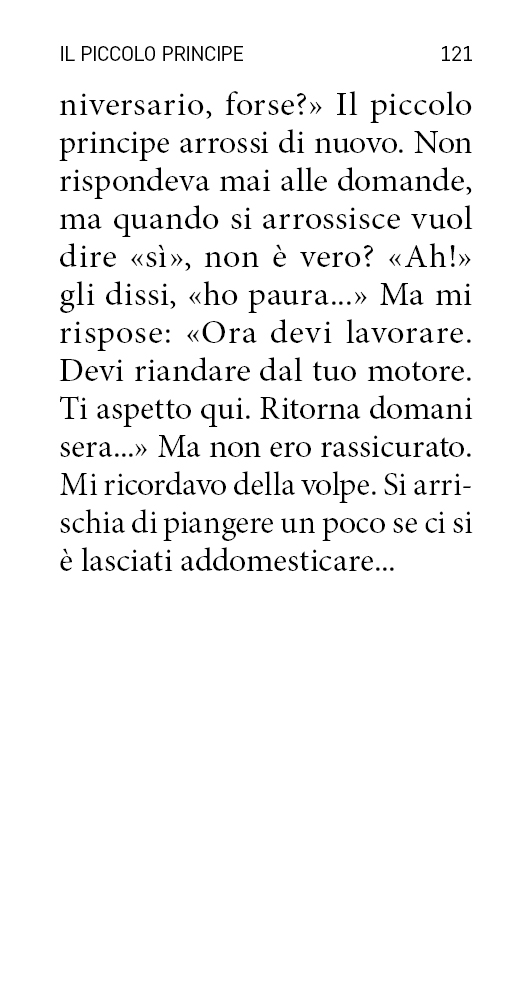 IL PICCOLO PRINCIPE 121
niversario, forse?» Il piccolo
principe arrossi di nuovo. Non
rispondeva mai alle domande,
ma quando si arrossisce vuol
dire «sì», non è vero? «Ah!»
gli dissi, «ho paura...» Ma mi
rispose: «Ora devi lavorare.
Devi riandare dal tuo motore.
Ti aspetto qui. Ritorna domani
sera...» Ma non ero rassicurato.
Mi ricordavo della volpe. Si arri-
schia di piangere un poco se ci si
è lasciati addomesticare...